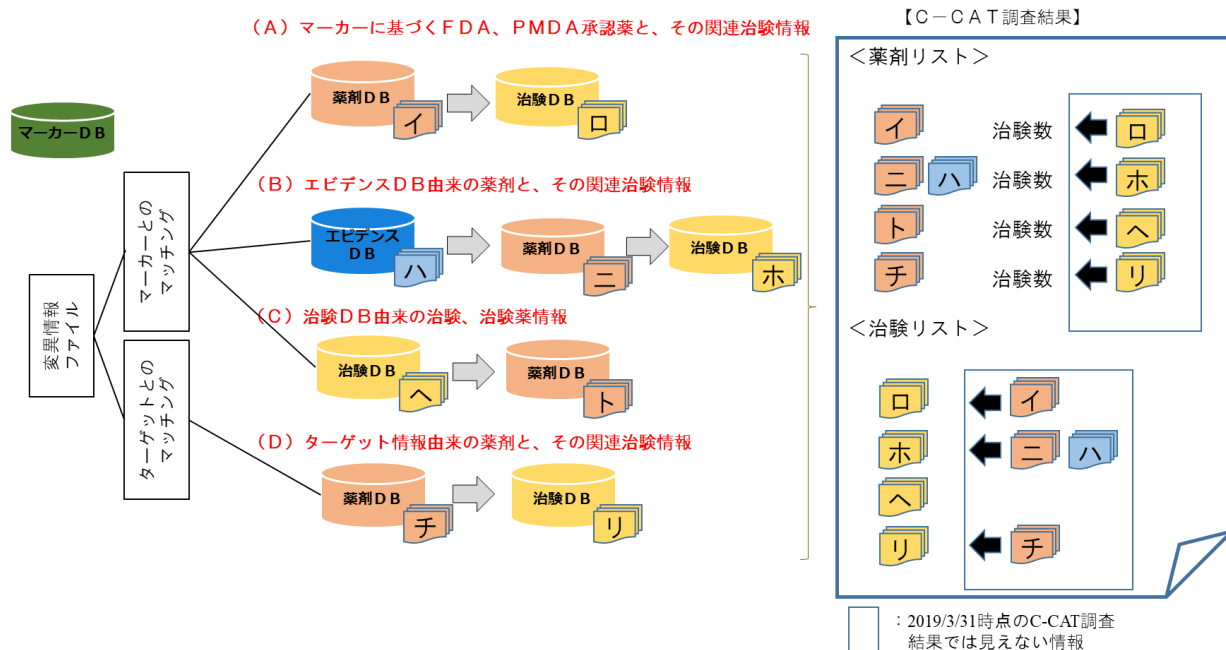 (A)マーカーに基づくFDA、PMDA承認薬と、その関連治験情報
マーカーDB
薬剤DB
イ
治験DB
ロ
(B)エビデンスDB由来の薬剤と、その関連治験情報
エビデンス
DB
ハ
薬剤DB
ニ
治験DB
ホ
(C)治験DB由来の治験、治験薬情報
治験DB
ヘ
薬剤DB
ト
(D)ターゲット情報由来の薬剤と、その関連治験情報
薬剤DB
チ
治験DB
リ
変異情報
ファイル
マーカーとの
マッチング
ターゲットとの
マッチング
【C-CAT調査結果】
<薬剤リスト>
イ 治験数 ロ
ニ ハ 治験数 ホ
ト 治験数 ヘ
チ 治験数 リ
<治験リスト>
ロ イ
ホ ニ ハ
ヘ
リ チ
:2019/3/31時点のC-CAT調査
結果では見えない情報